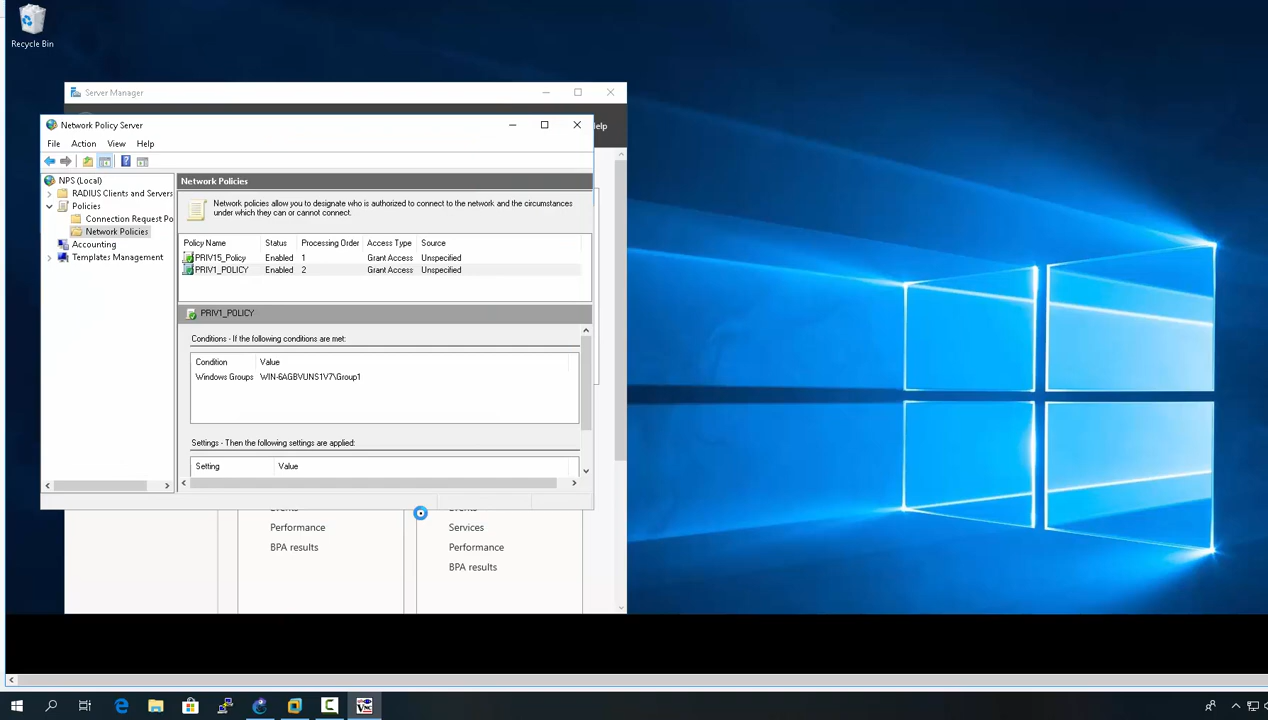 Recycle Bin
Server Manager
Help
Network Policy Server
File Action View Help
NPS (Local)
RADIUS Clients and Servers
Policies
Connection Request Po
Network Policies
Accounting
Templates Management
Network Policies
Network policies allow you to designate who is authorized to connect to the network and the circumstances
under which they can or cannot connect.
Policy Name Status Processing Order Access Type Source
PRIV15_Policy Enabled 1 Grant Access Unspecified
PRIV1_POLICY Enabled 2 Grant Access Unspecified
PRIV1_POLICY
Conditions - If the following conditions are met:
Condition Value
Windows Groups WIN-6AGBVUNS1V7\Group1
Settings - Then the following settings are applied:
Setting Value
Events Events
Performance Services
BPA results Performance
BPA results